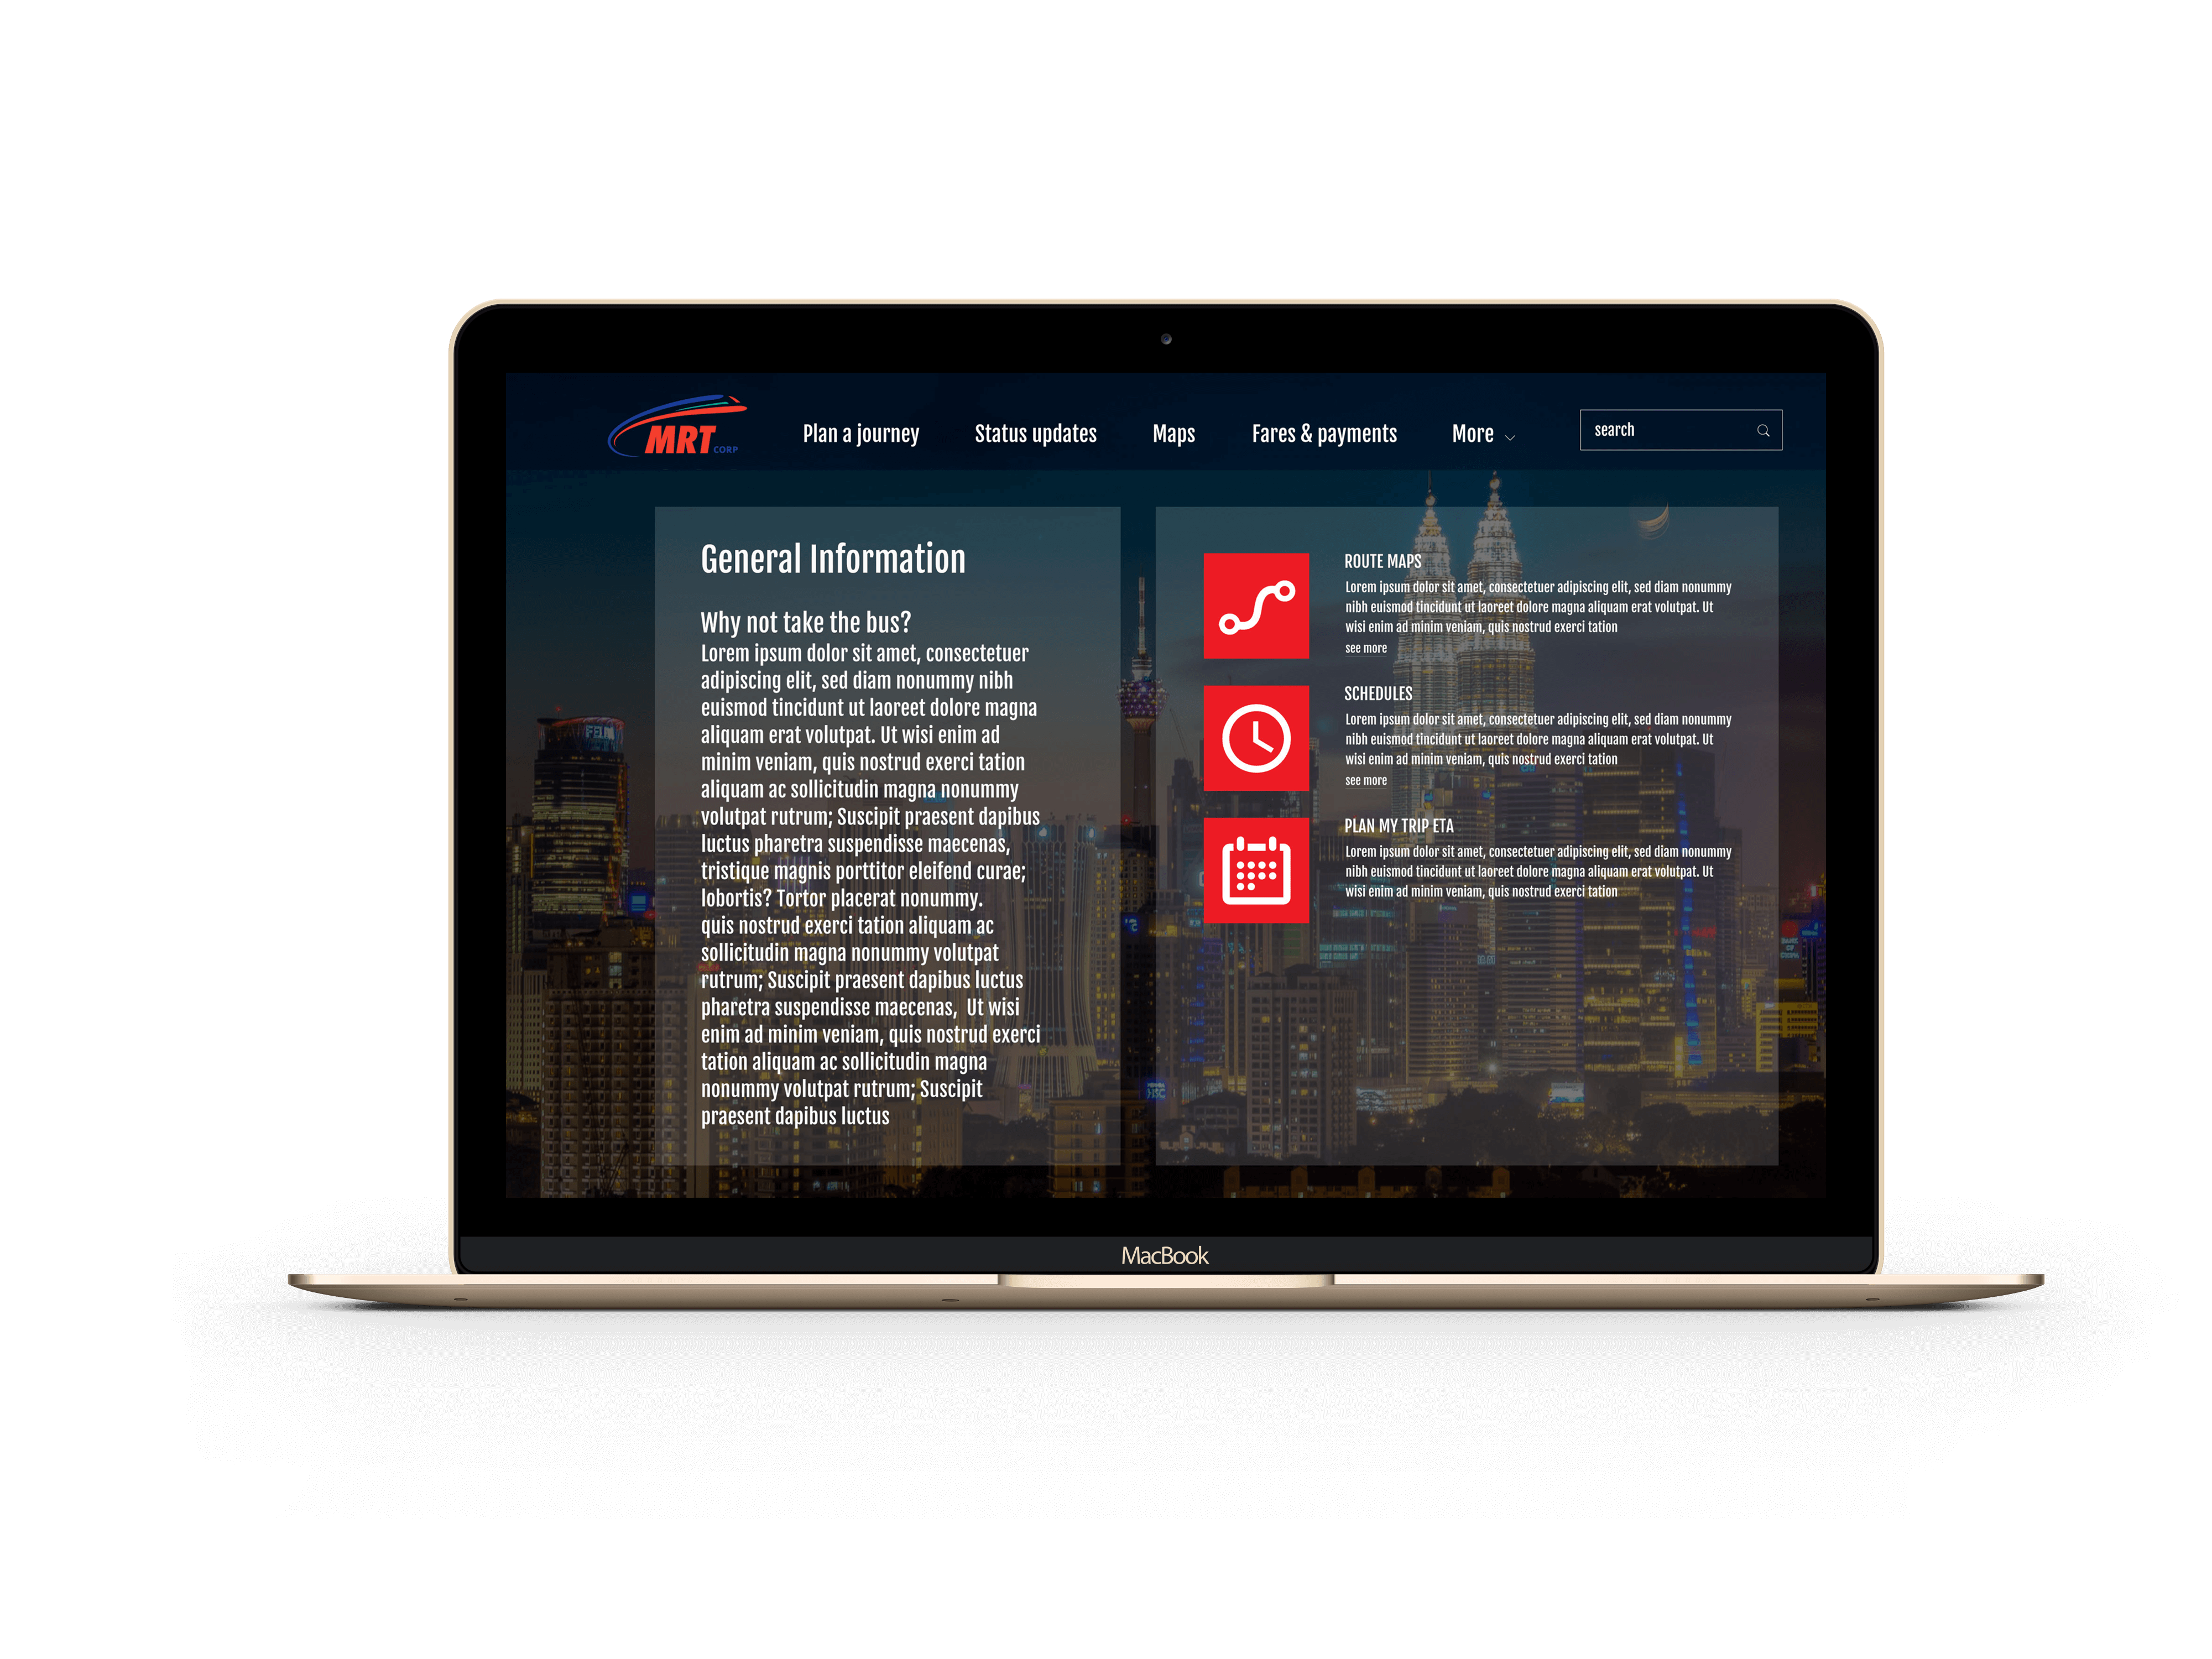 MRT CORP
Plan a journey
Status updates
Maps
Fares & payments
More
search
General Information
Why not take the bus?
Lorem ipsum dolor sit amet, consectetuer
adipiscing elit, sed diam nonummy nibh
euismod tincidunt ut laoreet dolore magna
aliquam erat volutpat. Ut wisi enim ad
minim veniam, quis nostrud exerci tation
aliquam ac sollicitudin magna nonummy
volutpat rutrum; Suscipit praesent dapibus
luctus pharetra suspendisse maecenas,
tristique magnis porttitor eleifend curae;
lobortis? Tortor placerat nonummy.
quis nostrud exerci tation aliquam ac
sollicitudin magna nonummy volutpat
rutrum; Suscipit praesent dapibus luctus
pharetra suspendisse maecenas,  Ut wisi
enim ad minim veniam, quis nostrud exerci
tation aliquam ac sollicitudin magna
nonummy volutpat rutrum; Suscipit
praesent dapibus luctus
ROUTE MAPS
Lorem ipsum dolor sit amet, consectetuer adipiscing elit, sed diam nonummy
nibh euismod tincidunt ut laoreet dolore magna aliquam erat volutpat. Ut
wisi enim ad minim veniam, quis nostrud exerci tation
see more
SCHEDULES
Lorem ipsum dolor sit amet, consectetuer adipiscing elit, sed diam nonummy
nibh euismod tincidunt ut laoreet dolore magna aliquam erat volutpat. Ut
wisi enim ad minim veniam, quis nostrud exerci tation
see more
PLAN MY TRIP ETA
Lorem ipsum dolor sit amet, consectetuer adipiscing elit, sed diam nonummy
nibh euismod tincidunt ut laoreet dolore magna aliquam erat volutpat. Ut
wisi enim ad minim veniam, quis nostrud exerci tation
MacBook